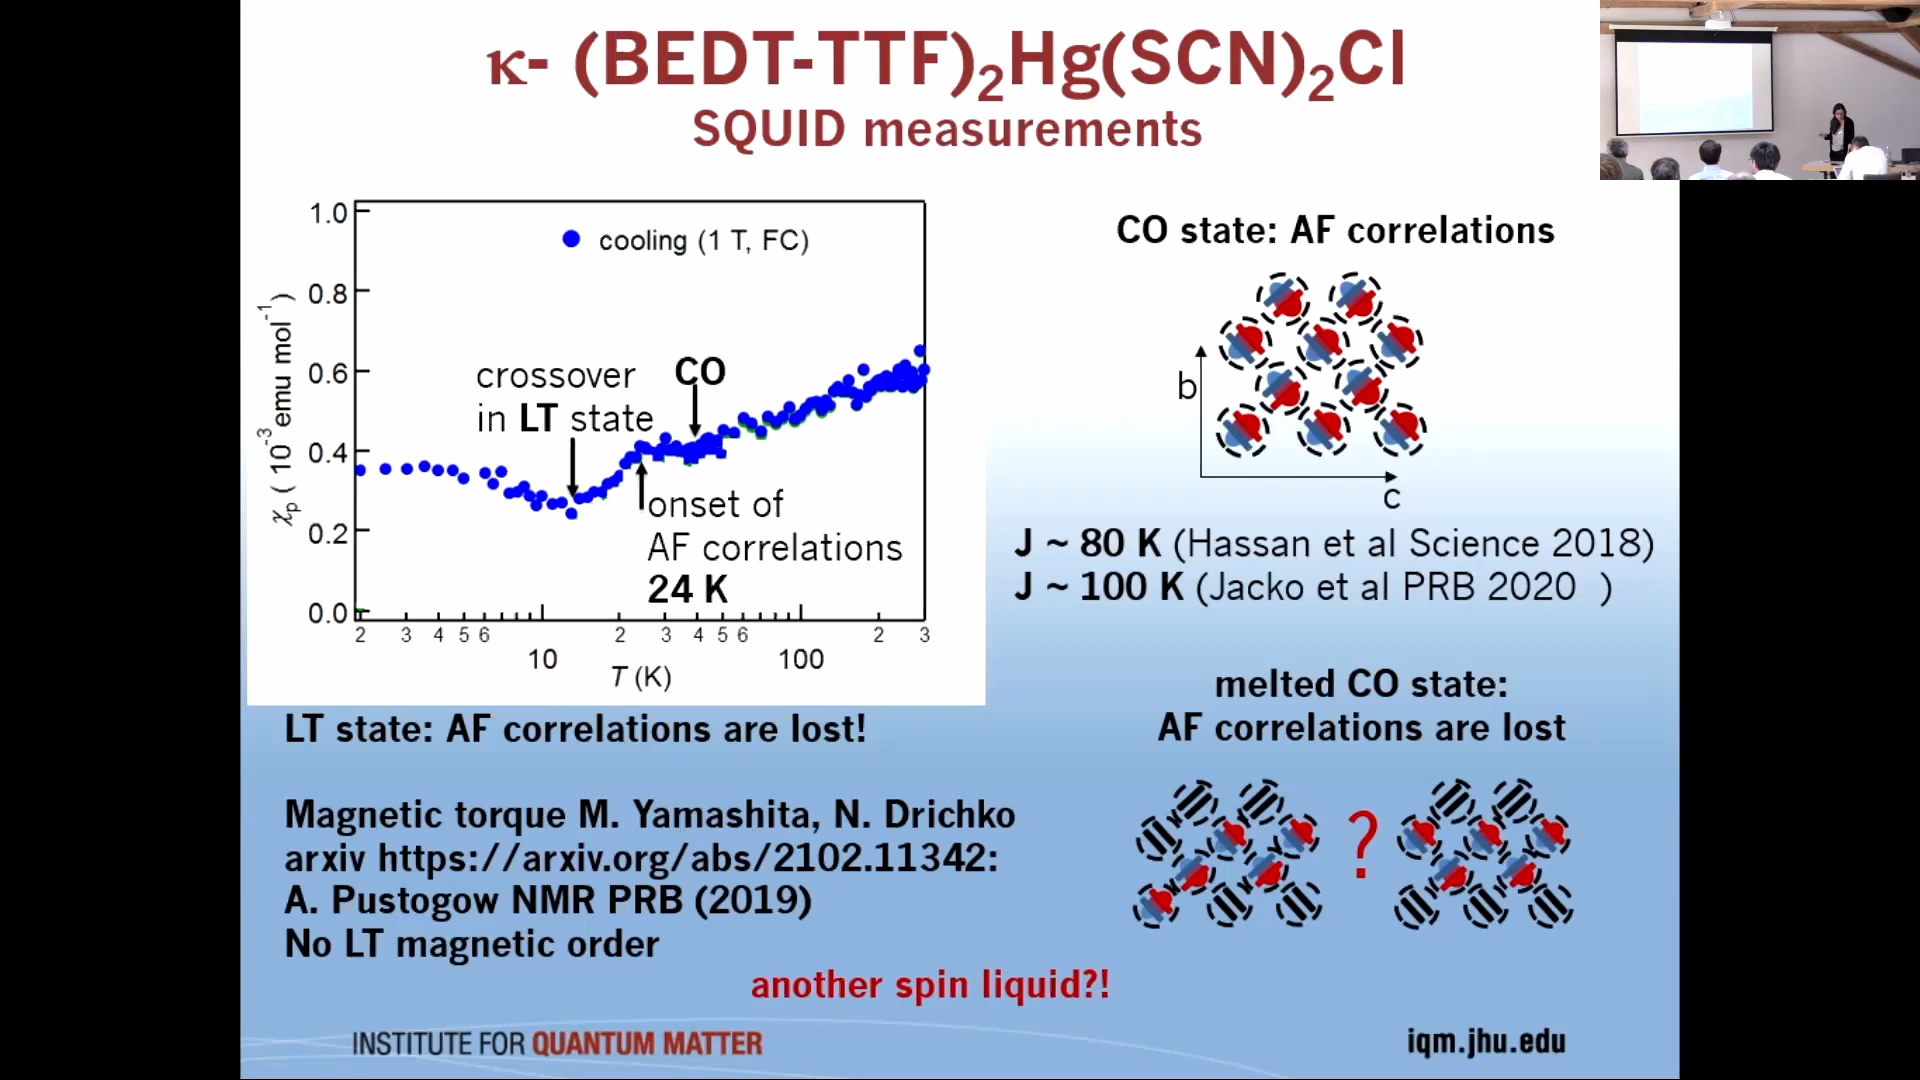 κ- (BEDT-TTF)₂Hg(SCN)₂Cl
SQUID measurements
1.0
0.8
0.6
0.4
0.2
0.0
χp ( 10⁻³ emu mol⁻¹)
cooling (1 T, FC)
crossover
in LT state
CO
onset of
AF correlations
24 K
2 3 4 5 6 2 3 4 5 6 2 3
10 100
T (K)
CO state: AF correlations
b
c
J ~ 80 K (Hassan et al Science 2018)
J ~ 100 K (Jacko et al PRB 2020 )
LT state: AF correlations are lost!
melted CO state:
AF correlations are lost
?
Magnetic torque M. Yamashita, N. Drichko
arxiv https://arxiv.org/abs/2102.11342:
A. Pustogow NMR PRB (2019)
No LT magnetic order
another spin liquid?!
INSTITUTE FOR QUANTUM MATTER
iqm.jhu.edu